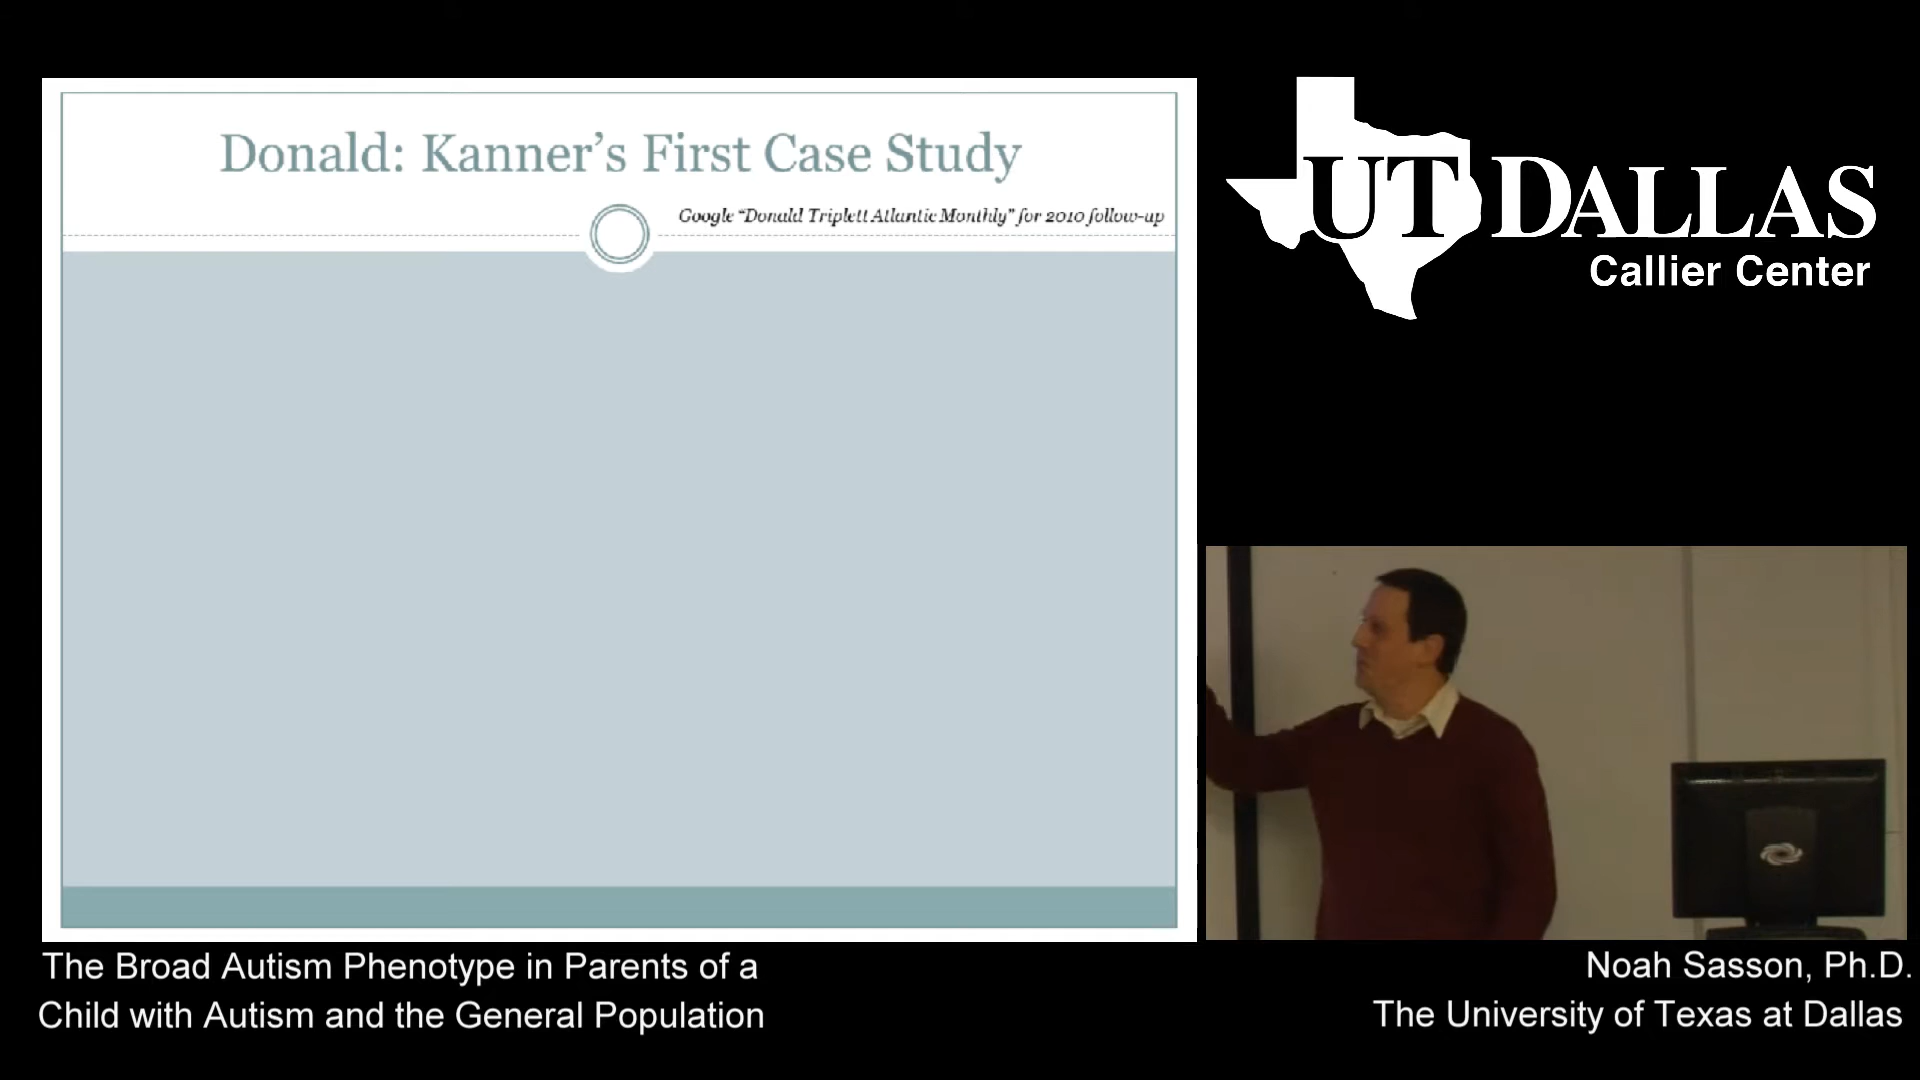 Donald: Kanner's First Case Study
Google "Donald Triplett Atlantic Monthly" for 2010 follow-up
UT DALLAS
Callier Center
The Broad Autism Phenotype in Parents of a
Child with Autism and the General Population
Noah Sasson, Ph.D.
The University of Texas at Dallas